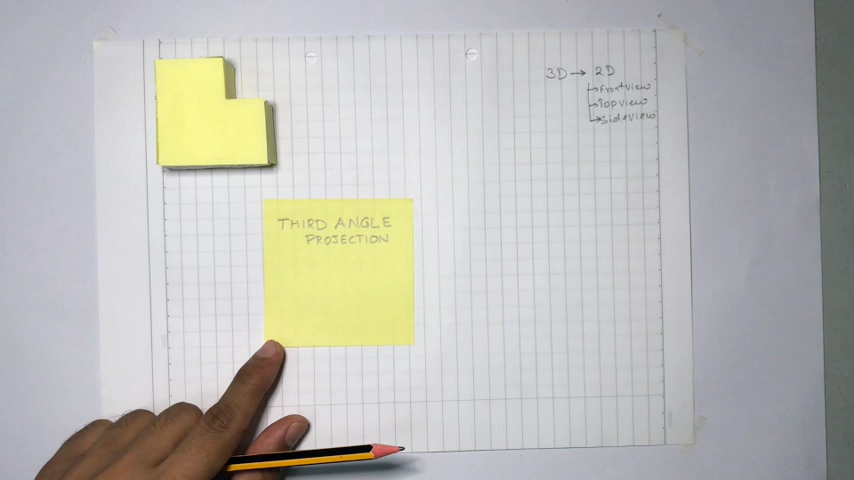 3D → 2D
→ Front view
→ Top view
→ Side view
THIRD ANGLE
PROJECTION